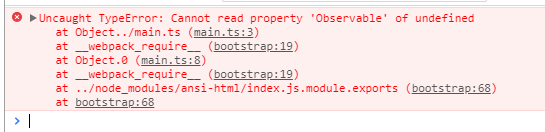 Uncaught TypeError: Cannot read property 'Observable' of undefined
at Object../main.ts (main.ts:3)
at __webpack_require__ (bootstrap:19)
at Object.0 (main.ts:8)
at __webpack_require__ (bootstrap:19)
at ../node_modules/ansi-html/index.js.module.exports (bootstrap:68)
at bootstrap:68